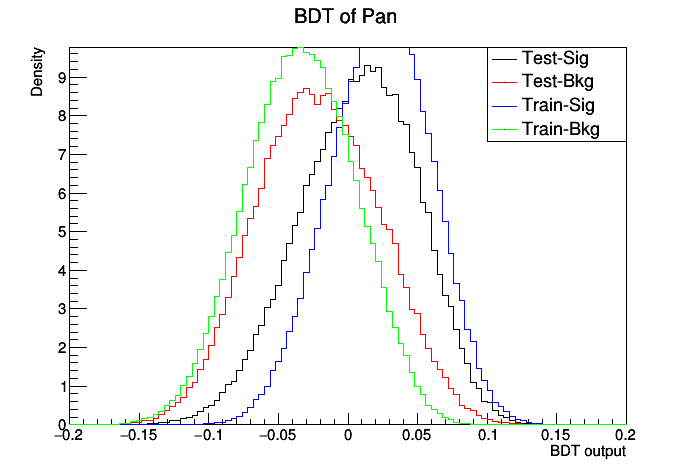 BDT of Pan
Density
Test-Sig
Test-Bkg
Train-Sig
Train-Bkg
9
8
7
6
5
4
3
2
1
0
−0.2 −0.15 −0.1 −0.05 0 0.05 0.1 0.15 0.2
BDT output